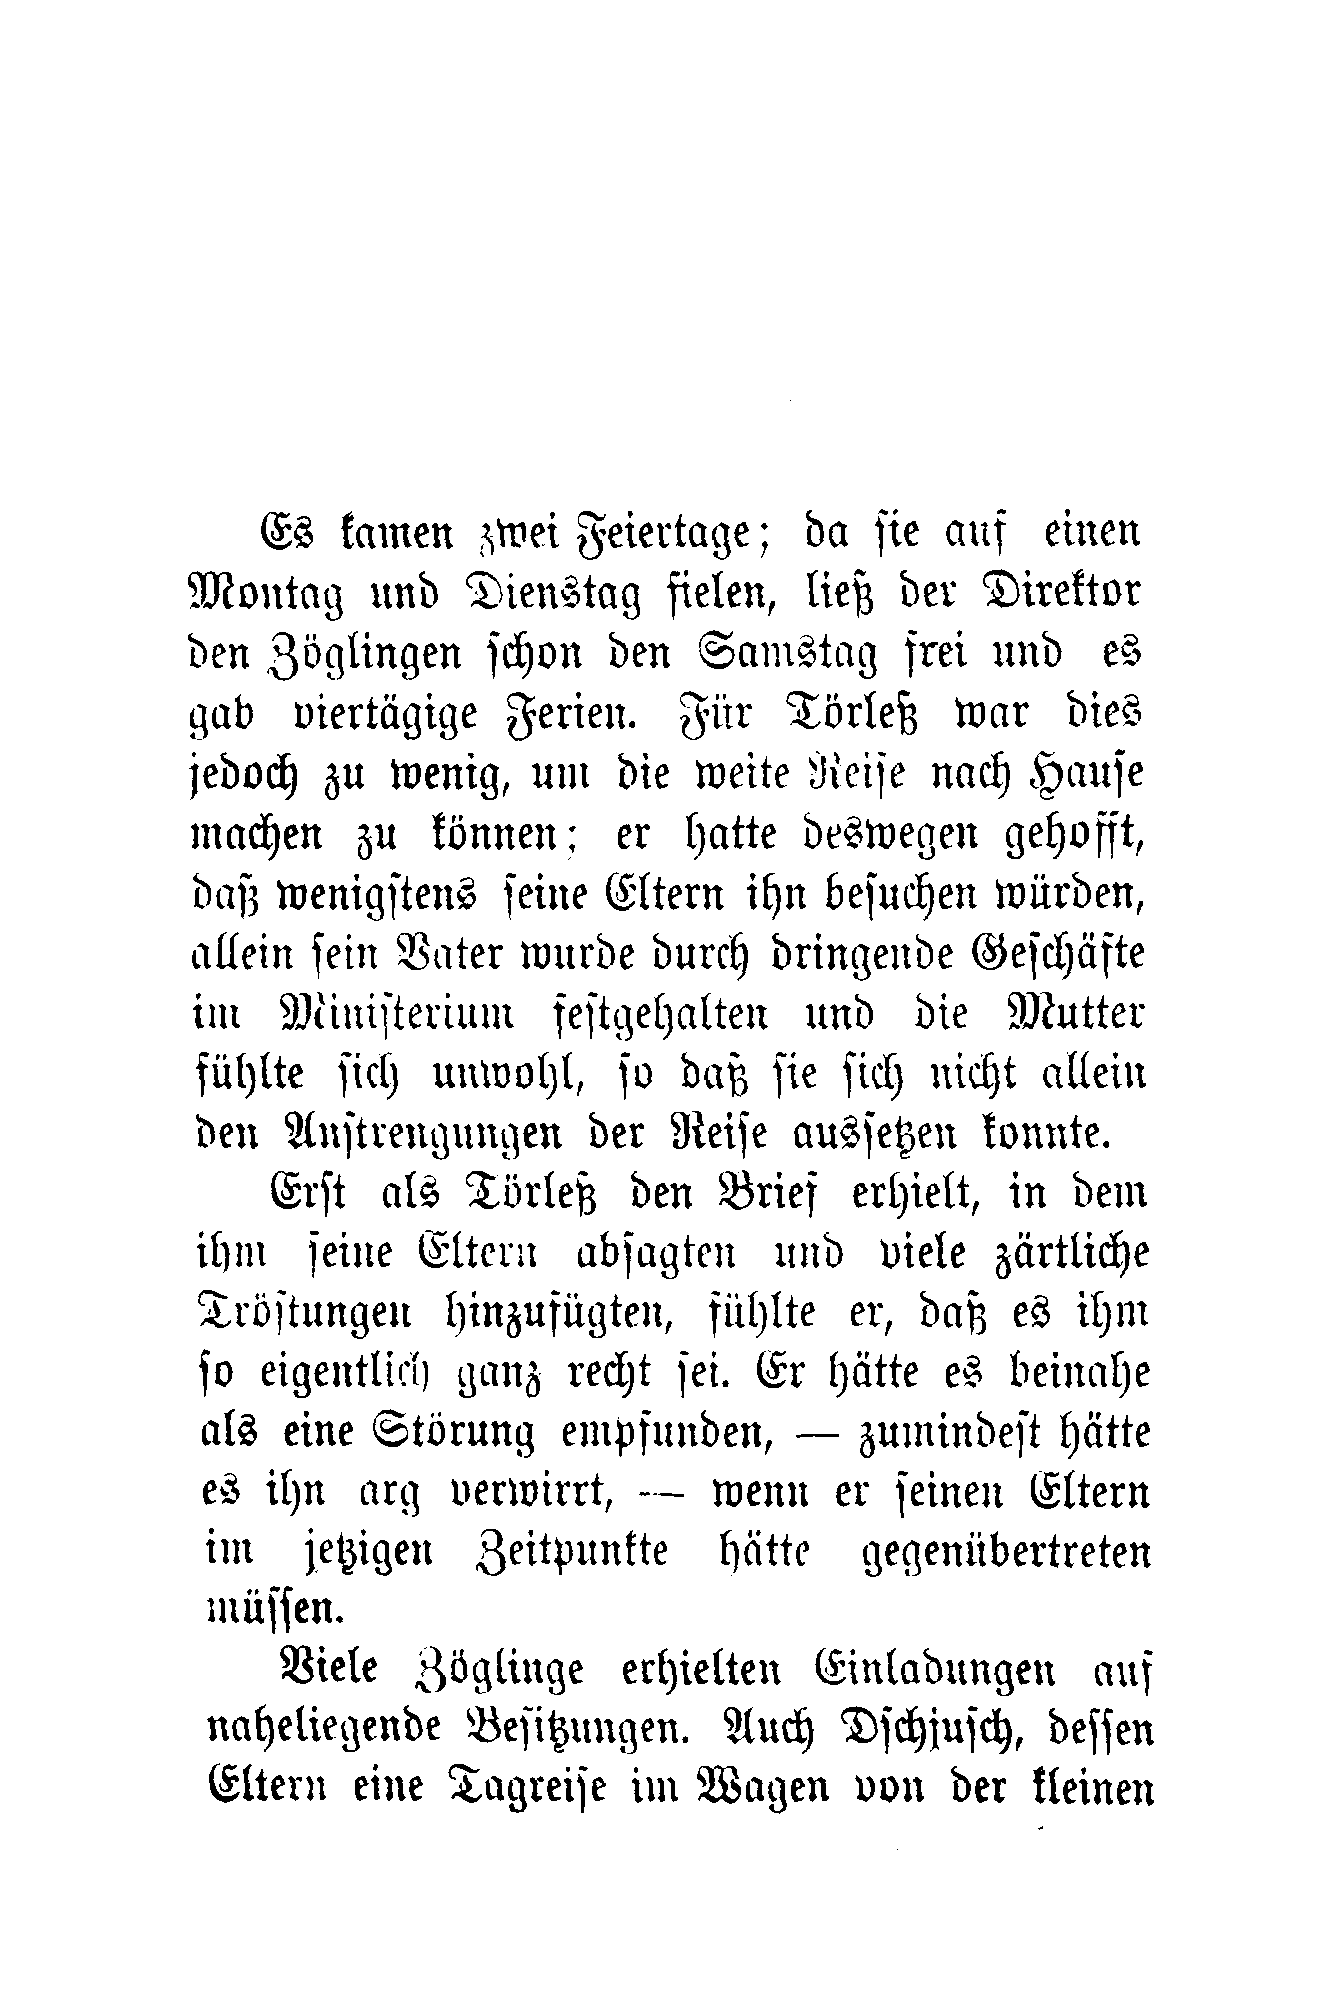 Es kamen zwei Feiertage; da sie auf einen
Montag und Dienstag fielen, ließ der Direktor
den Zöglingen schon den Samstag frei und es
gab viertägige Ferien. Für Törleß war dies
jedoch zu wenig, um die weite Reise nach Hause
machen zu können; er hatte deswegen gehofft,
daß wenigstens seine Eltern ihn besuchen würden,
allein sein Vater wurde durch dringende Geschäfte
im Ministerium festgehalten und die Mutter
fühlte sich unwohl, so daß sie sich nicht allein
den Anstrengungen der Reise aussetzen konnte.
Erst als Törleß den Brief erhielt, in dem
ihm seine Eltern absagten und viele zärtliche
Tröstungen hinzufügten, fühlte er, daß es ihm
so eigentlich ganz recht sei. Er hätte es beinahe
als eine Störung empfunden, — zumindest hätte
es ihn arg verwirrt, — wenn er seinen Eltern
im jetzigen Zeitpunkte hätte gegenübertreten
müssen.
Viele Zöglinge erhielten Einladungen auf
naheliegende Besitzungen. Auch Dschjusch, dessen
Eltern eine Tagreise im Wagen von der kleinen